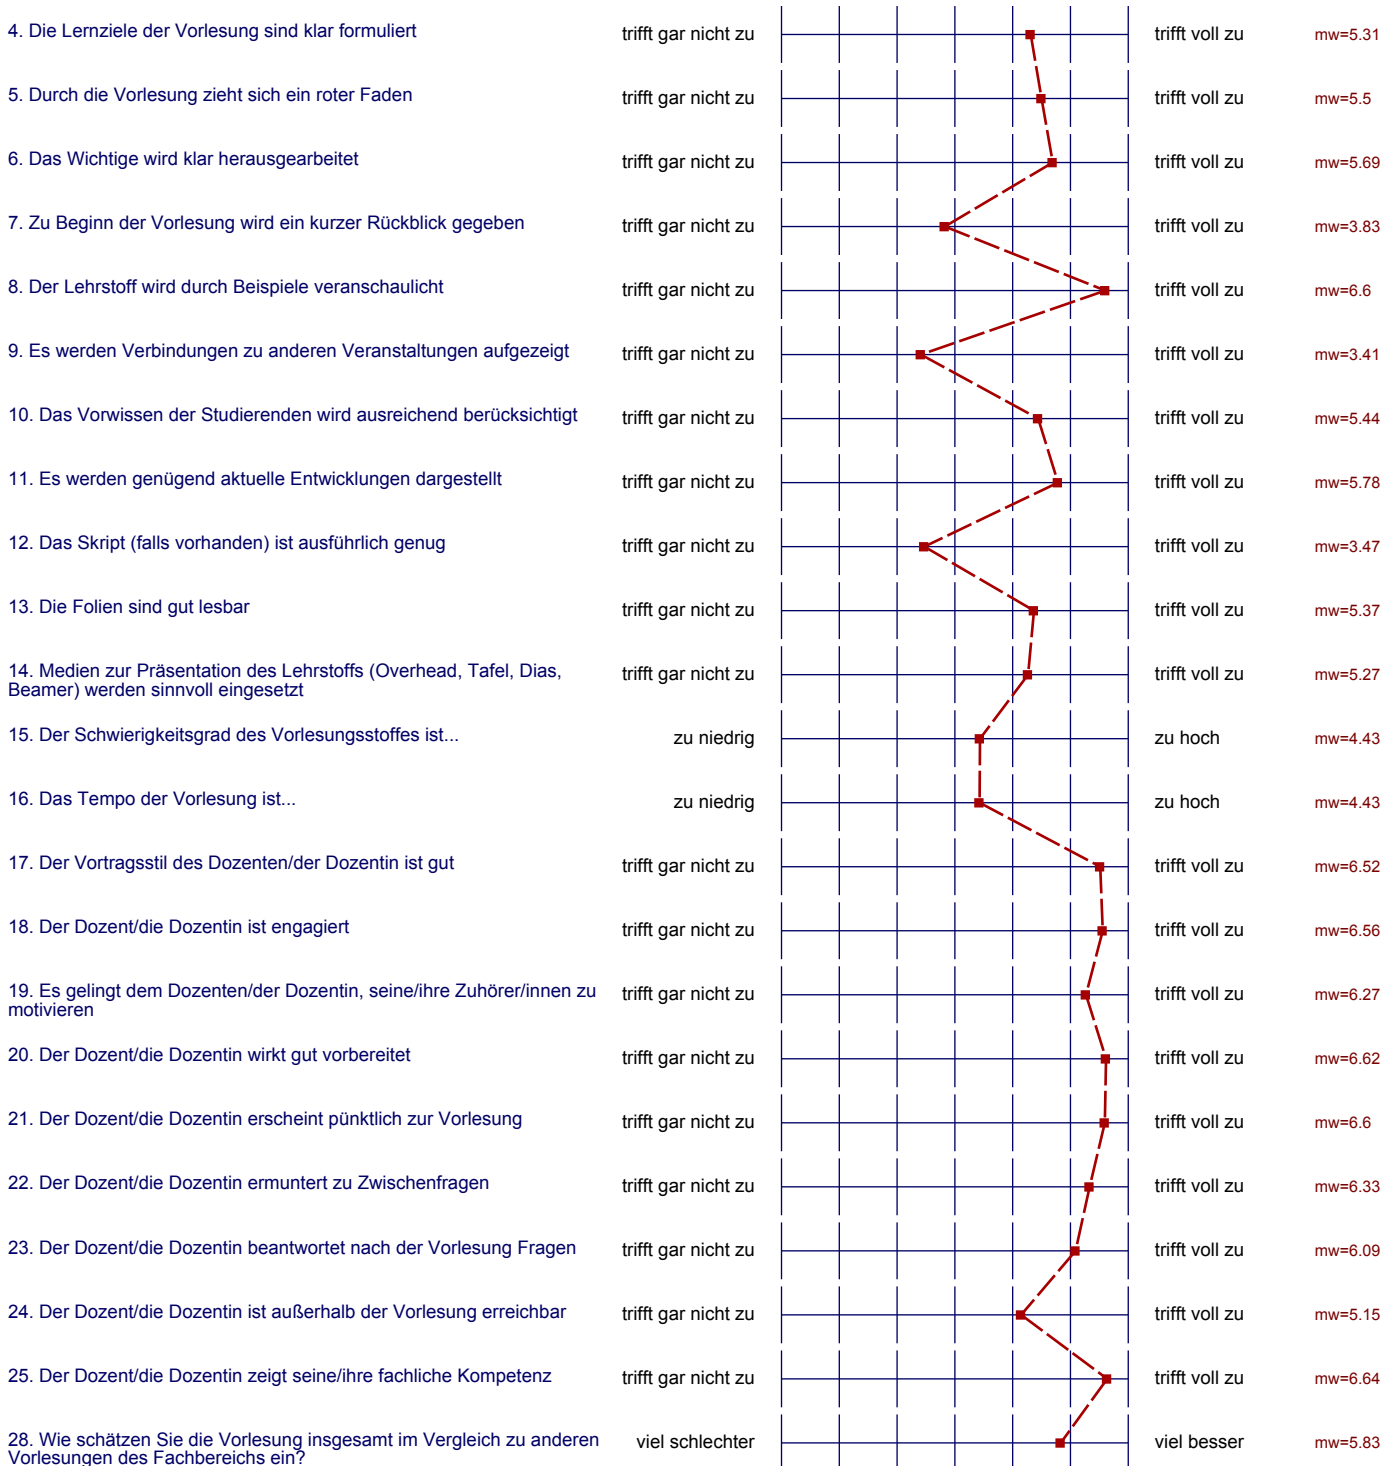 4. Die Lernziele der Vorlesung sind klar formuliert trifft gar nicht zu trifft voll zu mw=5.31
5. Durch die Vorlesung zieht sich ein roter Faden trifft gar nicht zu trifft voll zu mw=5.5
6. Das Wichtige wird klar herausgearbeitet trifft gar nicht zu trifft voll zu mw=5.69
7. Zu Beginn der Vorlesung wird ein kurzer Rückblick gegeben trifft gar nicht zu trifft voll zu mw=3.83
8. Der Lehrstoff wird durch Beispiele veranschaulicht trifft gar nicht zu trifft voll zu mw=6.6
9. Es werden Verbindungen zu anderen Veranstaltungen aufgezeigt trifft gar nicht zu trifft voll zu mw=3.41
10. Das Vorwissen der Studierenden wird ausreichend berücksichtigt trifft gar nicht zu trifft voll zu mw=5.44
11. Es werden genügend aktuelle Entwicklungen dargestellt trifft gar nicht zu trifft voll zu mw=5.78
12. Das Skript (falls vorhanden) ist ausführlich genug trifft gar nicht zu trifft voll zu mw=3.47
13. Die Folien sind gut lesbar trifft gar nicht zu trifft voll zu mw=5.37
14. Medien zur Präsentation des Lehrstoffs (Overhead, Tafel, Dias, trifft gar nicht zu trifft voll zu mw=5.27
Beamer) werden sinnvoll eingesetzt
15. Der Schwierigkeitsgrad des Vorlesungsstoffes ist... zu niedrig zu hoch mw=4.43
16. Das Tempo der Vorlesung ist... zu niedrig zu hoch mw=4.43
17. Der Vortragsstil des Dozenten/der Dozentin ist gut trifft gar nicht zu trifft voll zu mw=6.52
18. Der Dozent/die Dozentin ist engagiert trifft gar nicht zu trifft voll zu mw=6.56
19. Es gelingt dem Dozenten/der Dozentin, seine/ihre Zuhörer/innen zu trifft gar nicht zu trifft voll zu mw=6.27
motivieren
20. Der Dozent/die Dozentin wirkt gut vorbereitet trifft gar nicht zu trifft voll zu mw=6.62
21. Der Dozent/die Dozentin erscheint pünktlich zur Vorlesung trifft gar nicht zu trifft voll zu mw=6.6
22. Der Dozent/die Dozentin ermuntert zu Zwischenfragen trifft gar nicht zu trifft voll zu mw=6.33
23. Der Dozent/die Dozentin beantwortet nach der Vorlesung Fragen trifft gar nicht zu trifft voll zu mw=6.09
24. Der Dozent/die Dozentin ist außerhalb der Vorlesung erreichbar trifft gar nicht zu trifft voll zu mw=5.15
25. Der Dozent/die Dozentin zeigt seine/ihre fachliche Kompetenz trifft gar nicht zu trifft voll zu mw=6.64
28. Wie schätzen Sie die Vorlesung insgesamt im Vergleich zu anderen viel schlechter viel besser mw=5.83
Vorlesungen des Fachbereichs ein?